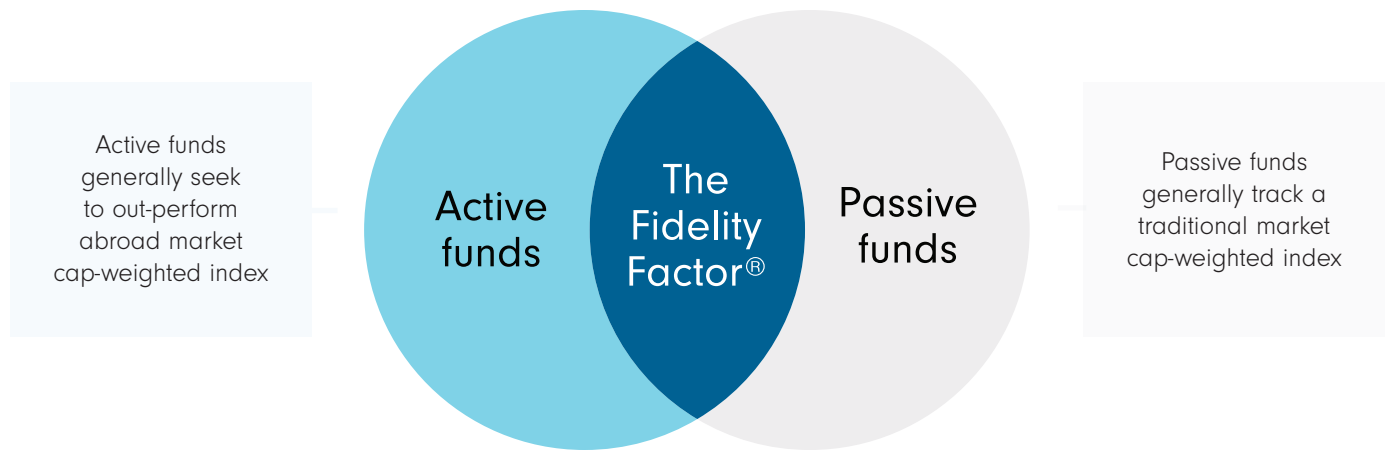 Active funds
generally seek
to out-perform
abroad market
cap-weighted index
Active
funds
The
Fidelity
Factor®
Passive
funds
Passive funds
generally track a
traditional market
cap-weighted index